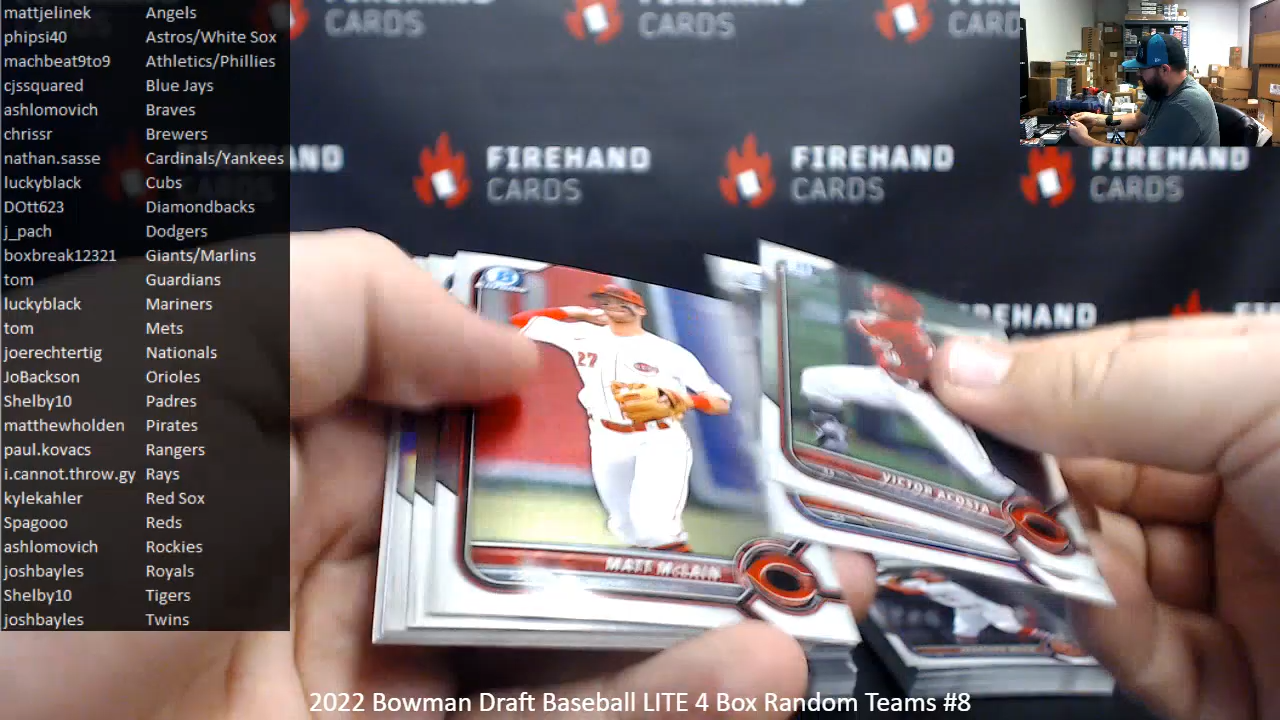 mattjelinek Angels
phipsi40 Astros/White Sox
machbeat9to9 Athletics/Phillies
cjssquared Blue Jays
ashlomovich Braves
chrissr Brewers
nathan.sasse Cardinals/Yankees
luckyblack Cubs
DOtt623 Diamondbacks
j_pach Dodgers
boxbreak12321 Giants/Marlins
tom Guardians
luckyblack Mariners
tom Mets
joerechtertig Nationals
JoBackson Orioles
Shelby10 Padres
matthewholden Pirates
paul.kovacs Rangers
i.cannot.throw.gy Rays
kylekahler Red Sox
Spagooo Reds
ashlomovich Rockies
joshbayles Royals
Shelby10 Tigers
joshbayles Twins
CARDS
CARDS
CARDS
FIREHAND
CARDS
FIREHAND
CARDS
FIREHAND
CARDS
FIREHAND
27
MATT McLAIN
VICTOR ACOSTA
2022 Bowman Draft Baseball LITE 4 Box Random Teams #8